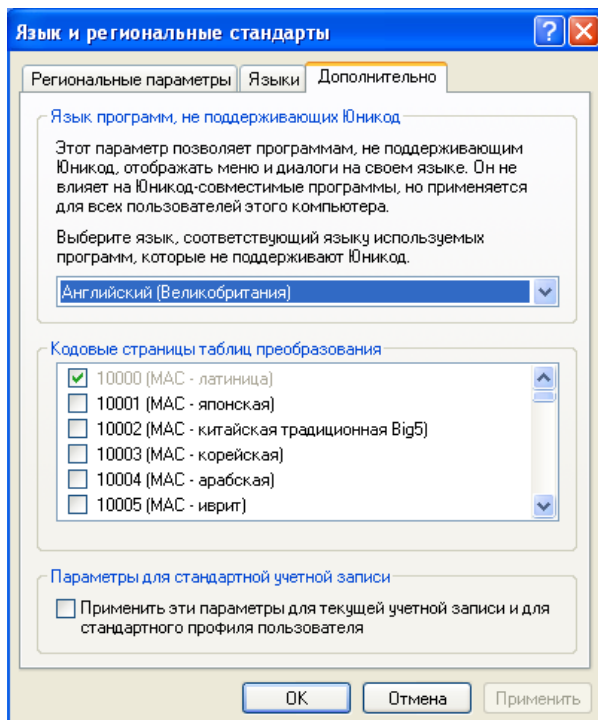 Язык и региональные стандарты
Региональные параметры Языки Дополнительно
Язык программ, не поддерживающих Юникод
Этот параметр позволяет программам, не поддерживающим
Юникод, отображать меню и диалоги на своем языке. Он не
влияет на Юникод-совместимые программы, но применяется
для всех пользователей этого компьютера.
Выберите язык, соответствующий языку используемых
программ, которые не поддерживают Юникод.
Английский (Великобритания)
Кодовые страницы таблиц преобразования
10000 (MAC - латиница)
10001 (MAC - японская)
10002 (MAC - китайская традиционная Big5)
10003 (MAC - корейская)
10004 (MAC - арабская)
10005 (MAC - иврит)
Параметры для стандартной учетной записи
Применить эти параметры для текущей учетной записи и для
стандартного профиля пользователя
OK Отмена Применить